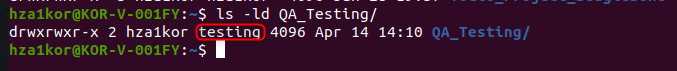 hza1kor@KOR-V-001FY:~$ ls -ld QA_Testing/
drwxrwxr-x 2 hza1kor testing 4096 Apr 14 14:10 QA_Testing/
hza1kor@KOR-V-001FY:~$